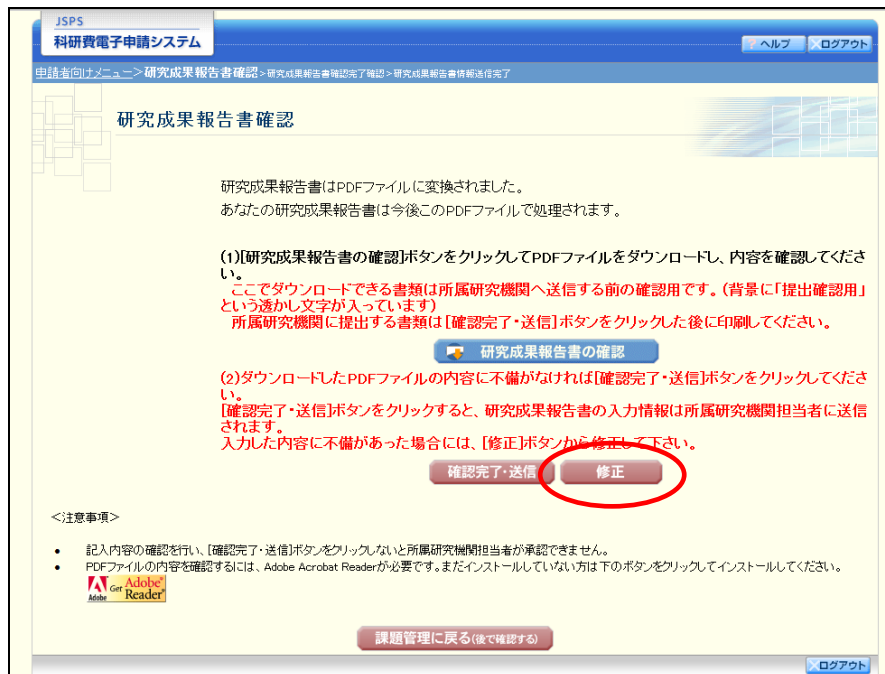 JSPS
科研費電子申請システム
ヘルプ
ログアウト
申請者向けメニュー>研究成果報告書確認>研究成果報告書確認完了確認>研究成果報告書情報送信完了
研究成果報告書確認
研究成果報告書はPDFファイルに変換されました。
あなたの研究成果報告書は今後このPDFファイルで処理されます。
(1)[研究成果報告書の確認]ボタンをクリックしてPDFファイルをダウンロードし、内容を確認してくださ
い。
ここでダウンロードできる書類は所属研究機関へ送信する前の確認用です。(背景に「提出確認用」
という透かし文字が入っています)
所属研究機関に提出する書類は[確認完了・送信]ボタンをクリックした後に印刷してください。
研究成果報告書の確認
(2)ダウンロードしたPDFファイルの内容に不備がなければ[確認完了・送信]ボタンをクリックしてくださ
い。
[確認完了・送信]ボタンをクリックすると、研究成果報告書の入力情報は所属研究機関担当者に送信
されます。
入力した内容に不備があった場合には、[修正]ボタンから修正して下さい。
確認完了・送信
修正
<注意事項>
• 記入内容の確認を行い、[確認完了・送信]ボタンをクリックしないと所属研究機関担当者が承認できません。
• PDFファイルの内容を確認するには、Adobe Acrobat Readerが必要です。まだインストールしていない方は下のボタンをクリックしてインストールしてください。
Adobe Get Adobe® Reader®
課題管理に戻る(後で確認する)
ログアウト